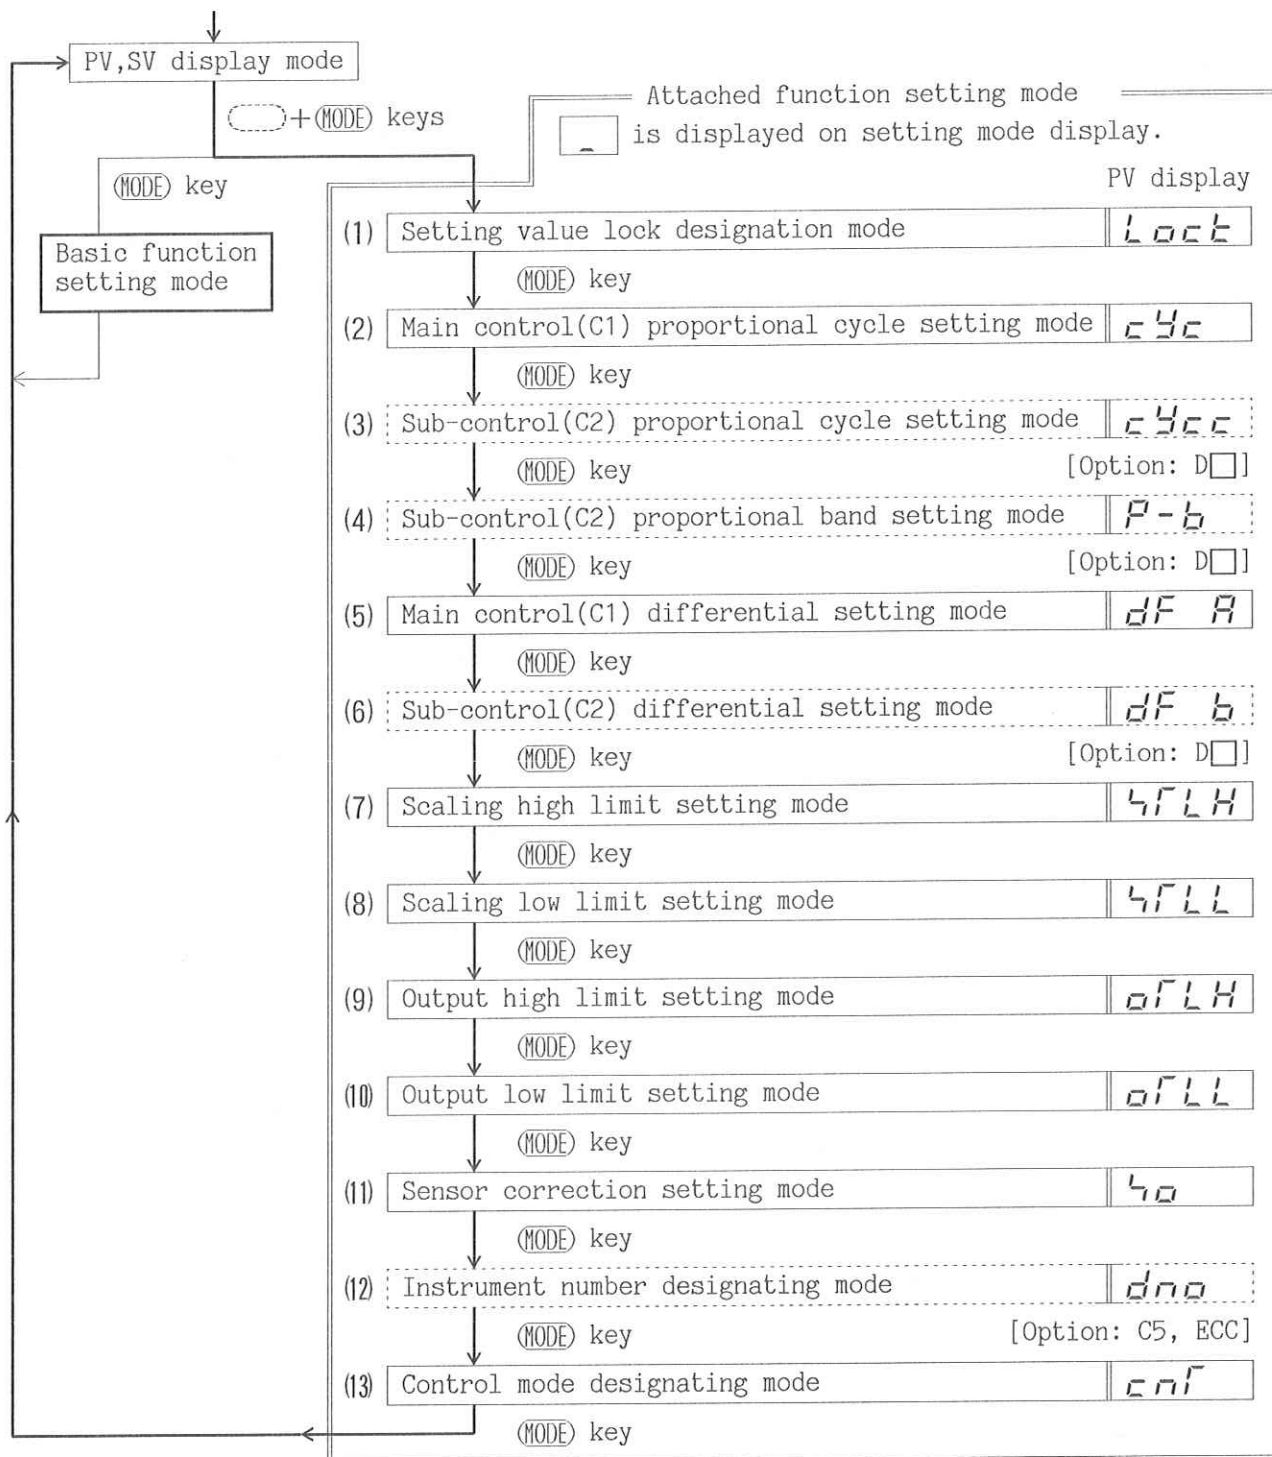 PV,SV display mode
+(MODE) keys
Attached function setting mode
_ is displayed on setting mode display.
(MODE) key
PV display
Basic function
setting mode
(1) Setting value lock designation mode Lock
(MODE) key
(2) Main control(C1) proportional cycle setting mode cYc
(MODE) key
(3) Sub-control(C2) proportional cycle setting mode cYcc
(MODE) key [Option: D□]
(4) Sub-control(C2) proportional band setting mode P-b
(MODE) key [Option: D□]
(5) Main control(C1) differential setting mode dF A
(MODE) key
(6) Sub-control(C2) differential setting mode dF b
(MODE) key [Option: D□]
(7) Scaling high limit setting mode
(MODE) key
(8) Scaling low limit setting mode
(MODE) key
(9) Output high limit setting mode
(MODE) key
(10) Output low limit setting mode
(MODE) key
(11) Sensor correction setting mode
(MODE) key
(12) Instrument number designating mode dno
(MODE) key [Option: C5, ECC]
(13) Control mode designating mode
(MODE) key